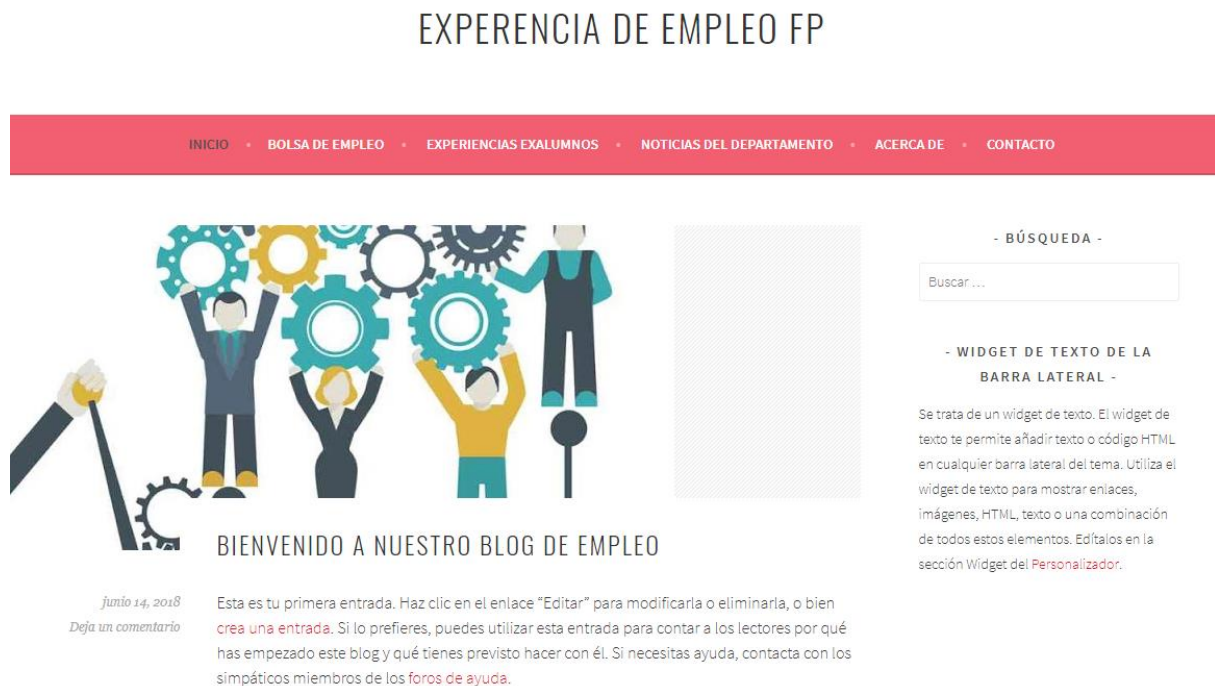 EXPERENCIA DE EMPLEO FP
INICIO • BOLSA DE EMPLEO • EXPERIENCIAS EXALUMNOS • NOTICIAS DEL DEPARTAMENTO • ACERCA DE • CONTACTO
- BÚSQUEDA -
Buscar …
- WIDGET DE TEXTO DE LA
BARRA LATERAL -
Se trata de un widget de texto. El widget de
texto te permite añadir texto o código HTML
en cualquier barra lateral del tema. Utiliza el
widget de texto para mostrar enlaces,
imágenes, HTML, texto o una combinación
de todos estos elementos. Edítalos en la
sección Widget del Personalizador.
BIENVENIDO A NUESTRO BLOG DE EMPLEO
junio 14, 2018
Deja un comentario
Esta es tu primera entrada. Haz clic en el enlace “Editar” para modificarla o eliminarla, o bien
crea una entrada. Si lo prefieres, puedes utilizar esta entrada para contar a los lectores por qué
has empezado este blog y qué tienes previsto hacer con él. Si necesitas ayuda, contacta con los
simpáticos miembros de los foros de ayuda.